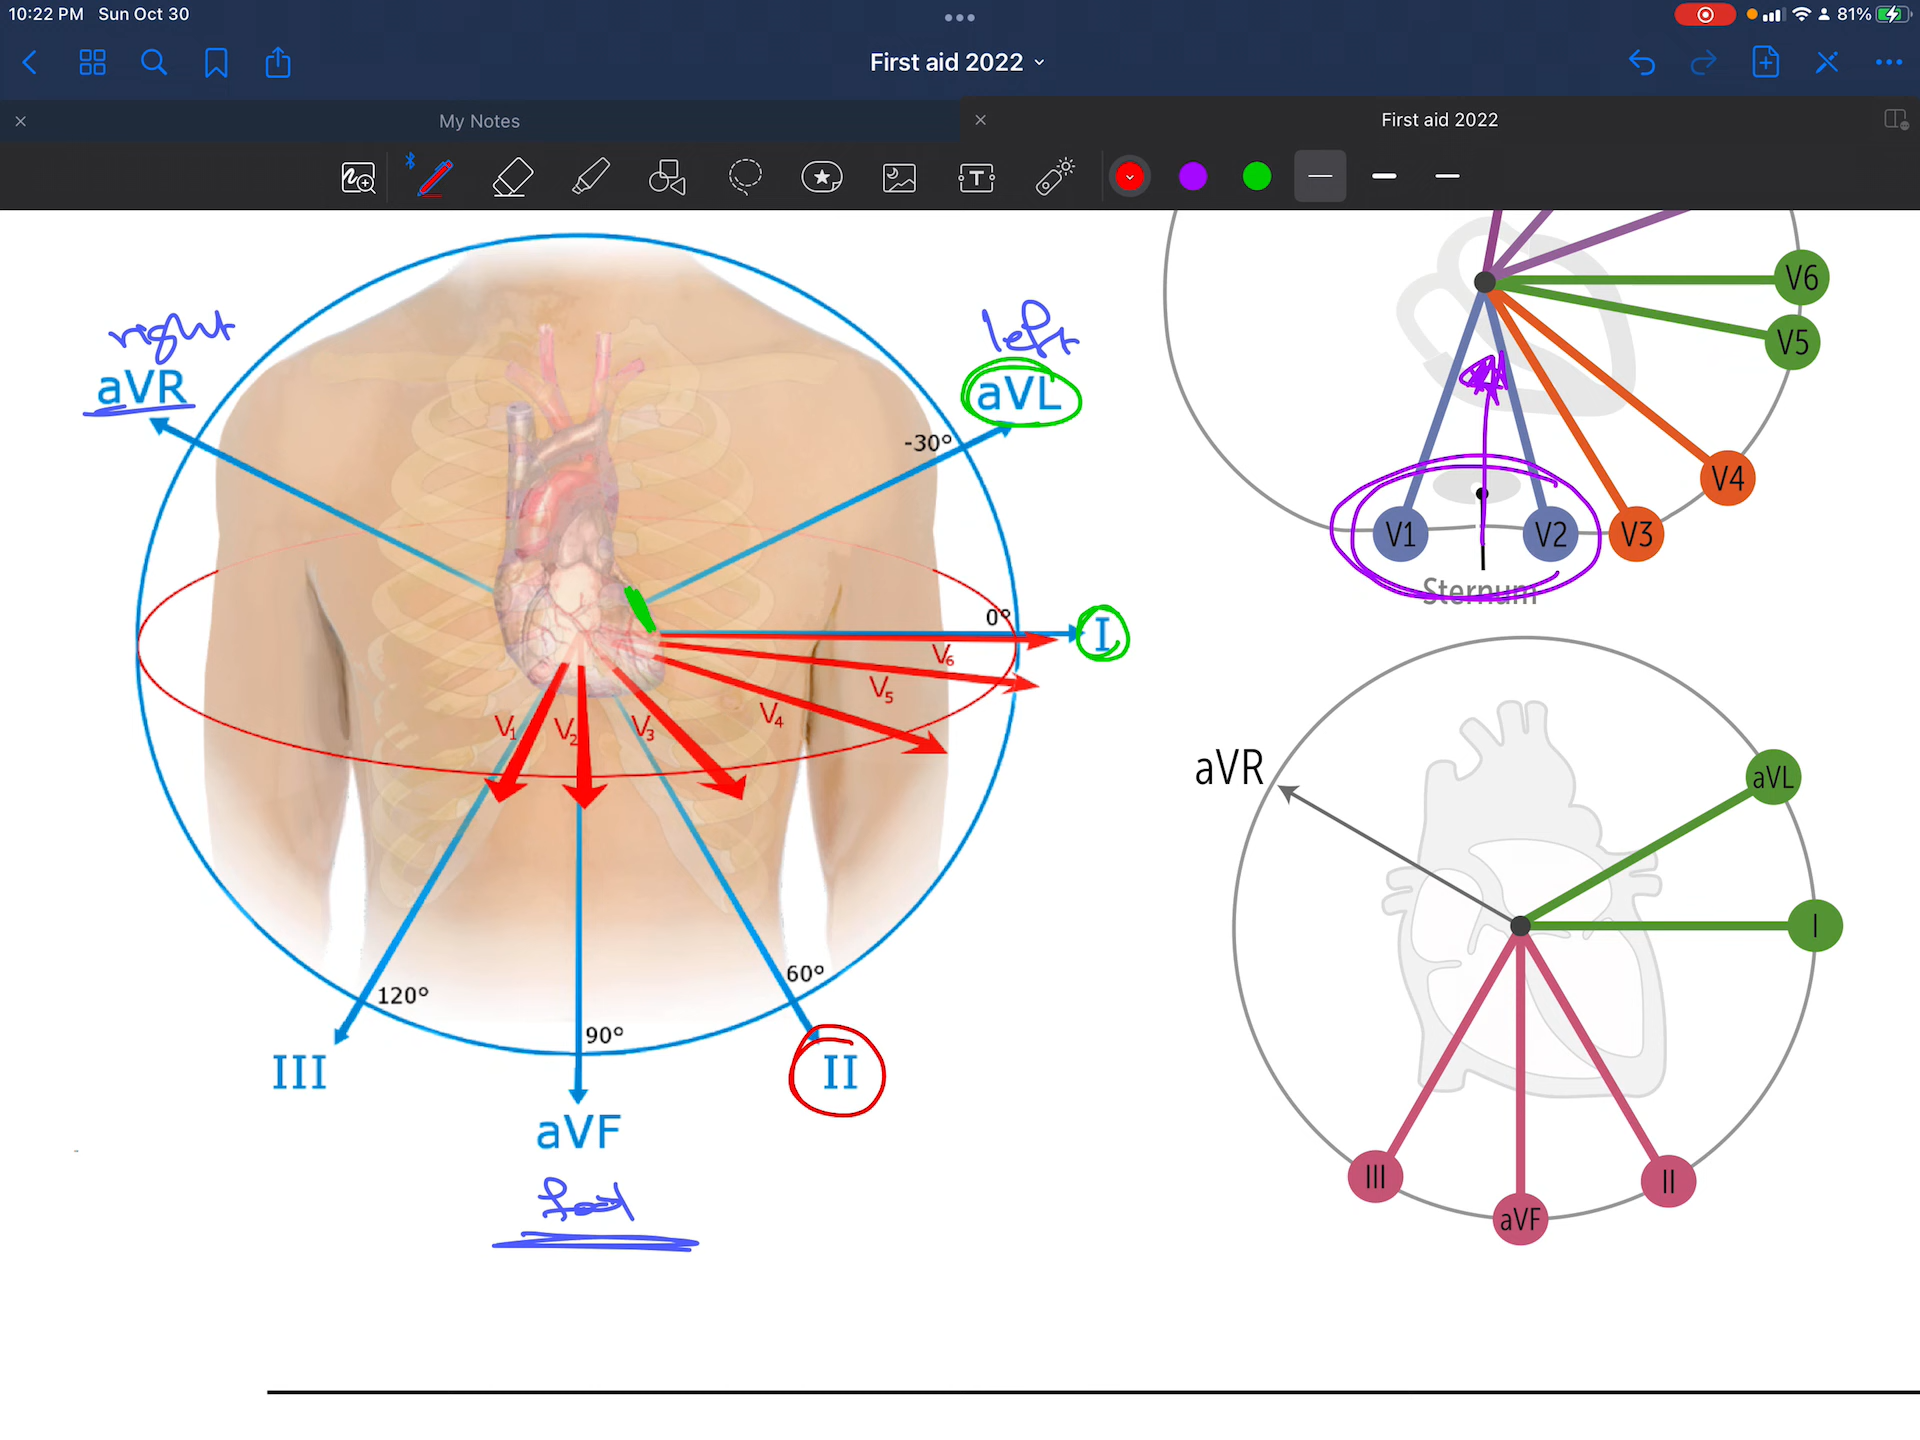 10:22 PM Sun Oct 30
81%
First aid 2022
My Notes
First aid 2022
right
aVR
left
aVL
-30°
0°
I
V6
V5
V4
V3
V2
V1
120°
III
90°
aVF
foot
60°
II
V6
V5
V4
V3
V2
V1
Sternum
aVR
aVL
I
II
aVF
III